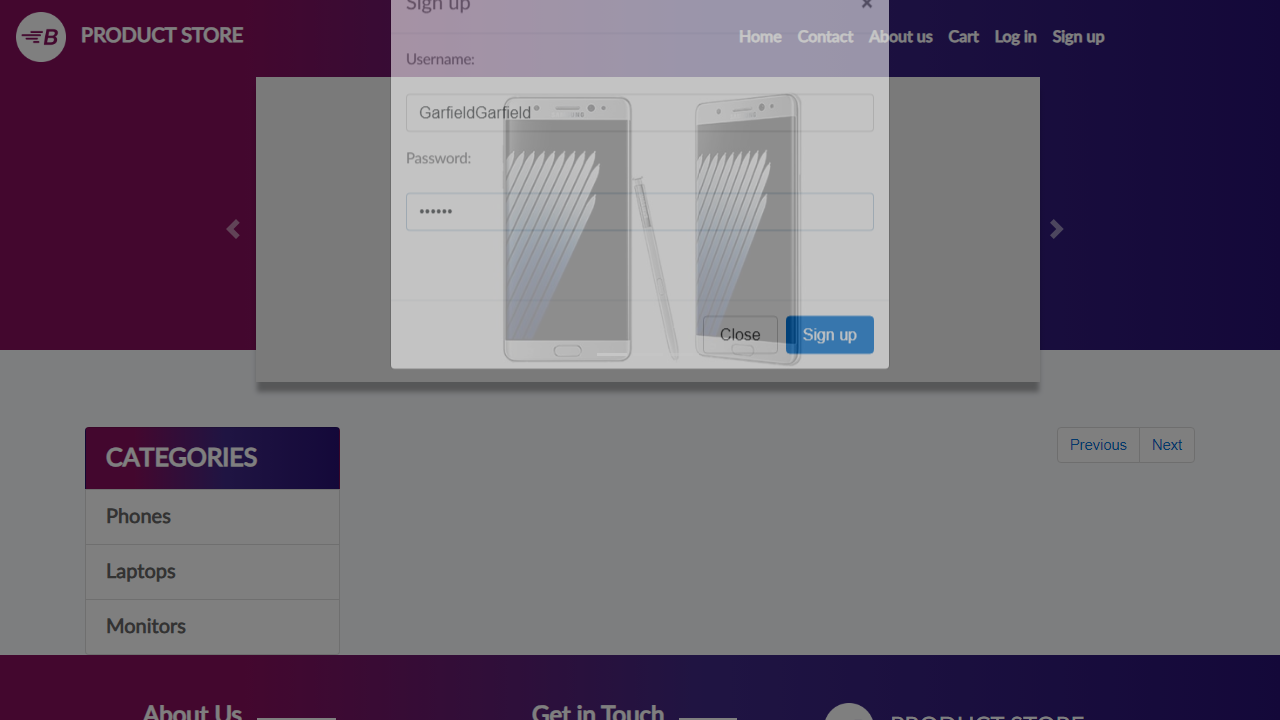 B
PRODUCT STORE
Home Contact About us Cart Log in Sign up
Sign up ×
Username:
GarfieldGarfield
Password:
••••••
Close Sign up
CATEGORIES
Phones
Laptops
Monitors
Previous Next
About Us
Get in Touch
PRODUCT STORE